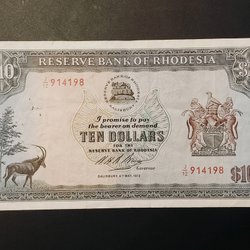 RESERVE BANK OF RHODESIA
10
914198
I promise to pay
the bearer on demand
TEN DOLLARS
FOR THE
RESERVE BANK OF RHODESIA
Governor
914198
$10